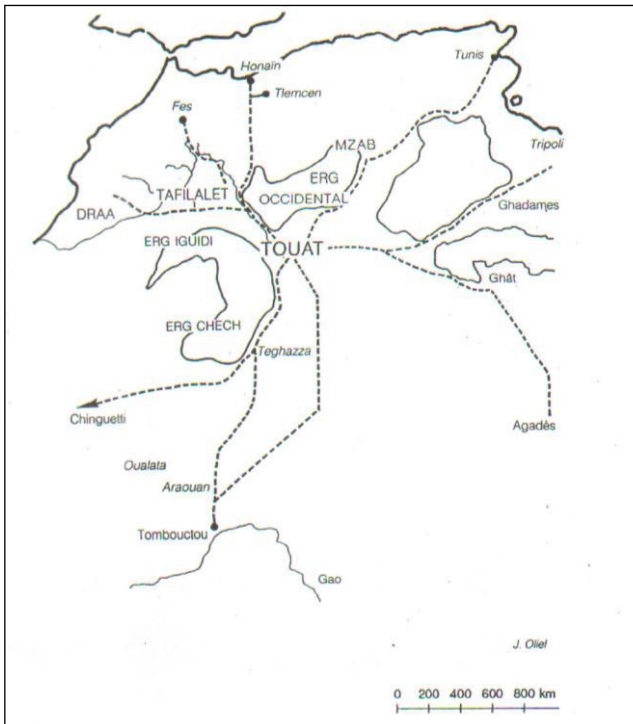 Honaïn
Tunis
Tlemcen
Fes
MZAB
Tripoli
ERG
TAFILALET
OCCIDENTAL
Ghadamès
DRAA
ERG IGUIDI
TOUAT
Ghât
ERG CHECH
Teghazza
Chinguetti
Agadès
Oualata
Araouan
Tombouctou
Gao
J. Oliel
0 200 400 600 800 km